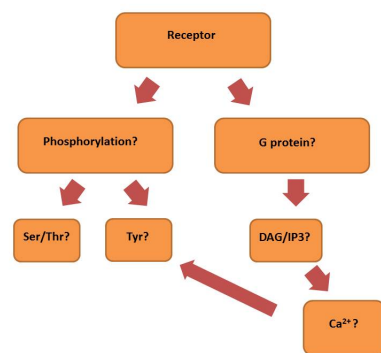 Receptor
Phosphorylation?
G protein?
Ser/Thr?
Tyr?
DAG/IP3?
Ca²⁺?